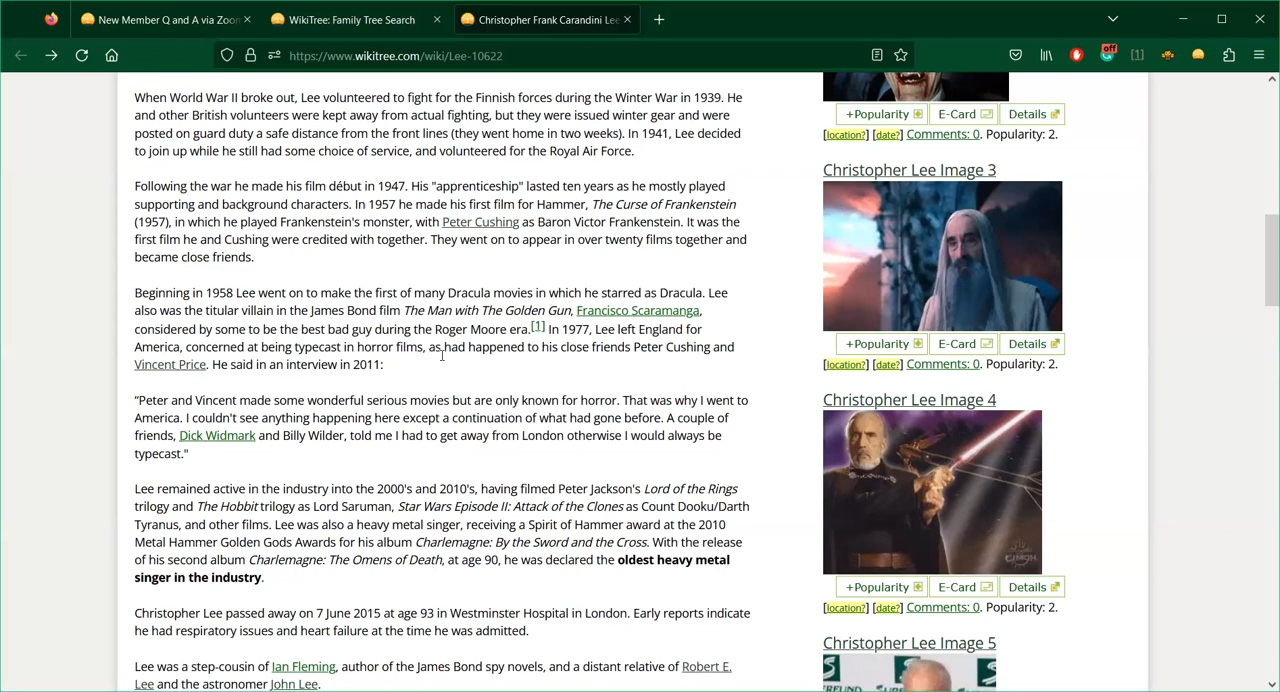 New Member Q and A via Zoom
WikiTree: Family Tree Search
Christopher Frank Carandini Lee
https://www.wikitree.com/wiki/Lee-10622
off
When World War II broke out, Lee volunteered to fight for the Finnish forces during the Winter War in 1939. He
and other British volunteers were kept away from actual fighting, but they were issued winter gear and were
posted on guard duty a safe distance from the front lines (they went home in two weeks). In 1941, Lee decided
to join up while he still had some choice of service, and volunteered for the Royal Air Force.
Following the war he made his film début in 1947. His "apprenticeship" lasted ten years as he mostly played
supporting and background characters. In 1957 he made his first film for Hammer, The Curse of Frankenstein
(1957), in which he played Frankenstein's monster, with Peter Cushing as Baron Victor Frankenstein. It was the
first film he and Cushing were credited with together. They went on to appear in over twenty films together and
became close friends.
Beginning in 1958 Lee went on to make the first of many Dracula movies in which he starred as Dracula. Lee
also was the titular villain in the James Bond film The Man with The Golden Gun, Francisco Scaramanga,
considered by some to be the best bad guy during the Roger Moore era.[1] In 1977, Lee left England for
America, concerned at being typecast in horror films, as had happened to his close friends Peter Cushing and
Vincent Price. He said in an interview in 2011:
“Peter and Vincent made some wonderful serious movies but are only known for horror. That was why I went to
America. I couldn't see anything happening here except a continuation of what had gone before. A couple of
friends, Dick Widmark and Billy Wilder, told me I had to get away from London otherwise I would always be
typecast."
Lee remained active in the industry into the 2000's and 2010's, having filmed Peter Jackson's Lord of the Rings
trilogy and The Hobbit trilogy as Lord Saruman, Star Wars Episode II: Attack of the Clones as Count Dooku/Darth
Tyranus, and other films. Lee was also a heavy metal singer, receiving a Spirit of Hammer award at the 2010
Metal Hammer Golden Gods Awards for his album Charlemagne: By the Sword and the Cross. With the release
of his second album Charlemagne: The Omens of Death, at age 90, he was declared the oldest heavy metal
singer in the industry.
Christopher Lee passed away on 7 June 2015 at age 93 in Westminster Hospital in London. Early reports indicate
he had respiratory issues and heart failure at the time he was admitted.
Lee was a step-cousin of Ian Fleming, author of the James Bond spy novels, and a distant relative of Robert E.
Lee and the astronomer John Lee.
+Popularity E-Card Details
[location?] [date?] Comments: 0. Popularity: 2.
Christopher Lee Image 3
+Popularity E-Card Details
[location?] [date?] Comments: 0. Popularity: 2.
Christopher Lee Image 4
+Popularity E-Card Details
[location?] [date?] Comments: 0. Popularity: 2.
Christopher Lee Image 5